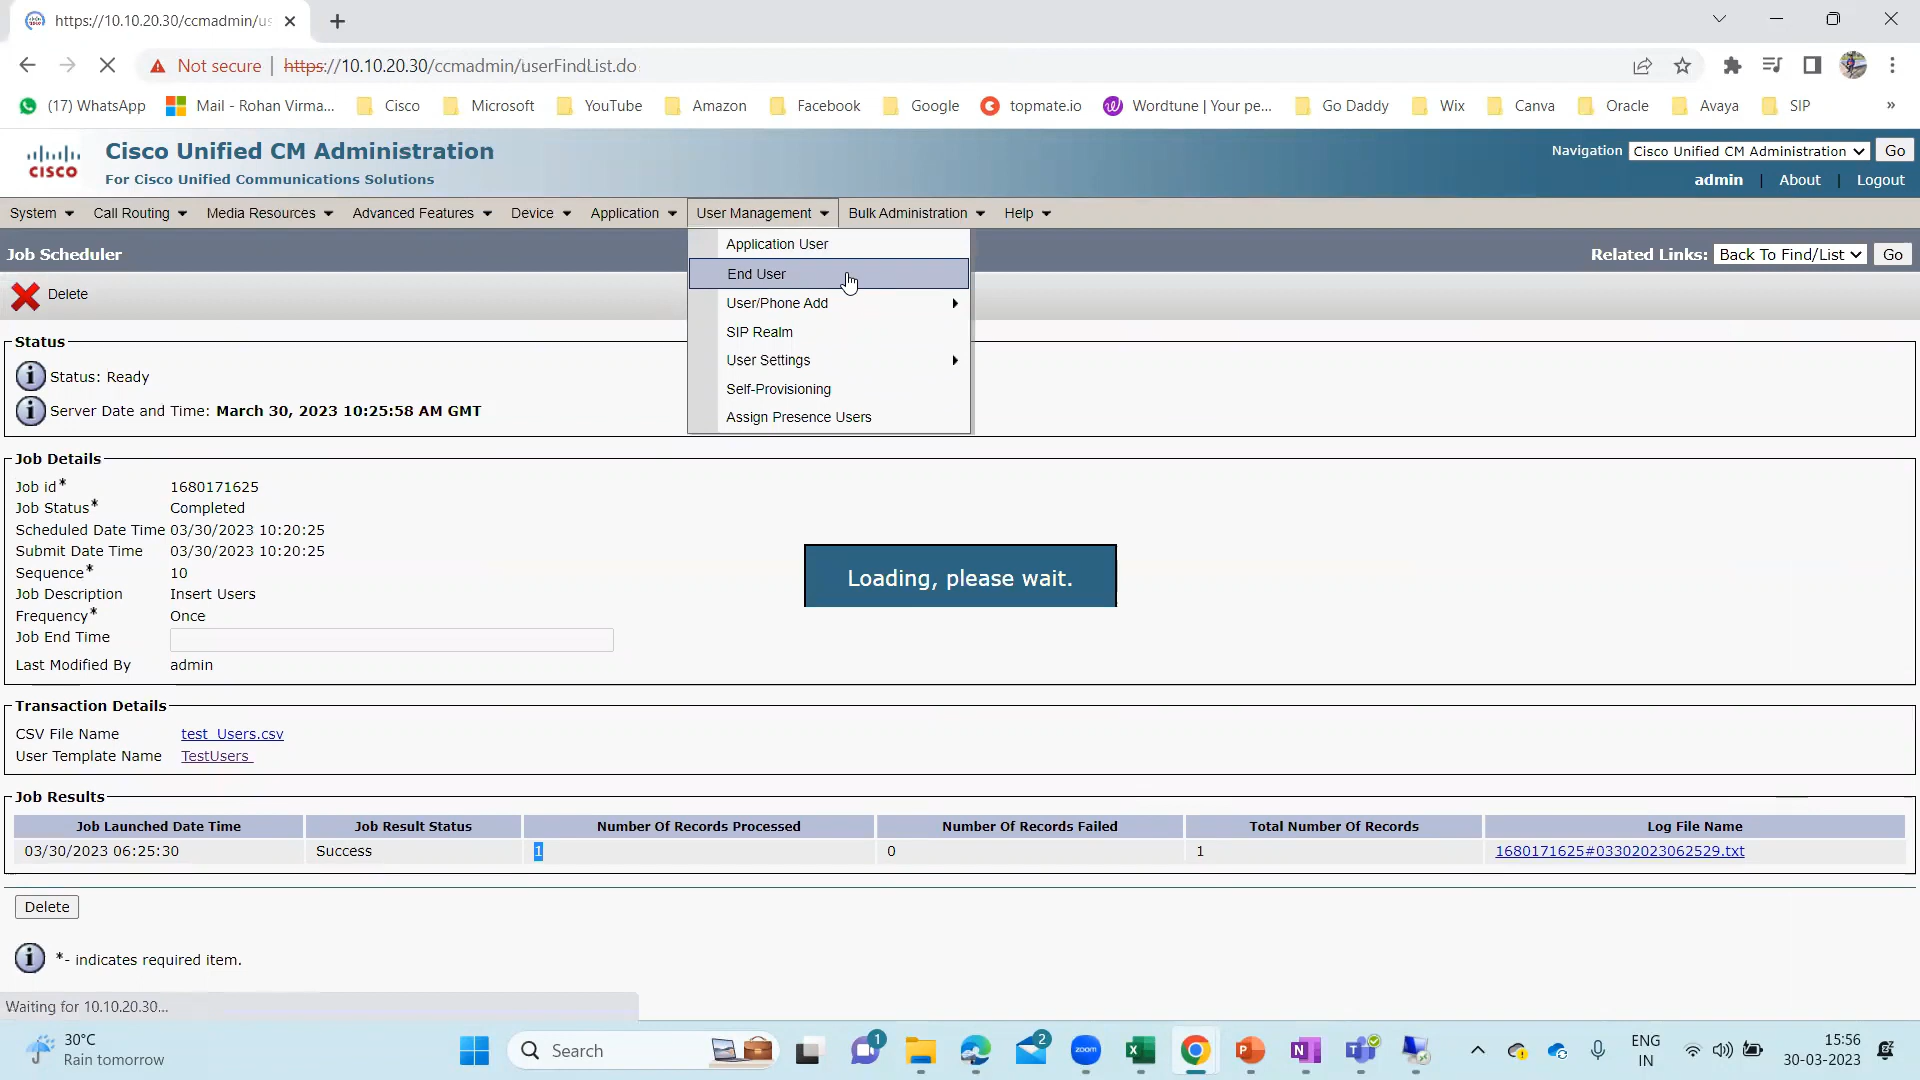 https://10.10.20.30/ccmadmin/us
Not secure | https://10.10.20.30/ccmadmin/userFindList.do
(17) WhatsApp Mail - Rohan Virma... Cisco Microsoft YouTube Amazon Facebook Google topmate.io Wordtune | Your pe... Go Daddy Wix Canva Oracle Avaya SIP »
CISCO
Cisco Unified CM Administration
For Cisco Unified Communications Solutions
Navigation Cisco Unified CM Administration Go
admin | About | Logout
System Call Routing Media Resources Advanced Features Device Application User Management Bulk Administration Help
Application User
End User
User/Phone Add
SIP Realm
User Settings
Self-Provisioning
Assign Presence Users
Job Scheduler
Related Links: Back To Find/List Go
Delete
Status
Status: Ready
Server Date and Time: March 30, 2023 10:25:58 AM GMT
Job Details
Job id* 1680171625
Job Status* Completed
Scheduled Date Time 03/30/2023 10:20:25
Submit Date Time 03/30/2023 10:20:25
Sequence* 10
Job Description Insert Users
Frequency* Once
Job End Time
Last Modified By admin
Loading, please wait.
Transaction Details
CSV File Name test_Users.csv
User Template Name TestUsers
Job Results
Job Launched Date Time Job Result Status Number Of Records Processed Number Of Records Failed Total Number Of Records Log File Name
03/30/2023 06:25:30 Success 1 0 1 1680171625#03302023062529.txt
Delete
*- indicates required item.
Waiting for 10.10.20.30...
30°C
Rain tomorrow
Search
1
2
zoom
ENG
IN
15:56
30-03-2023